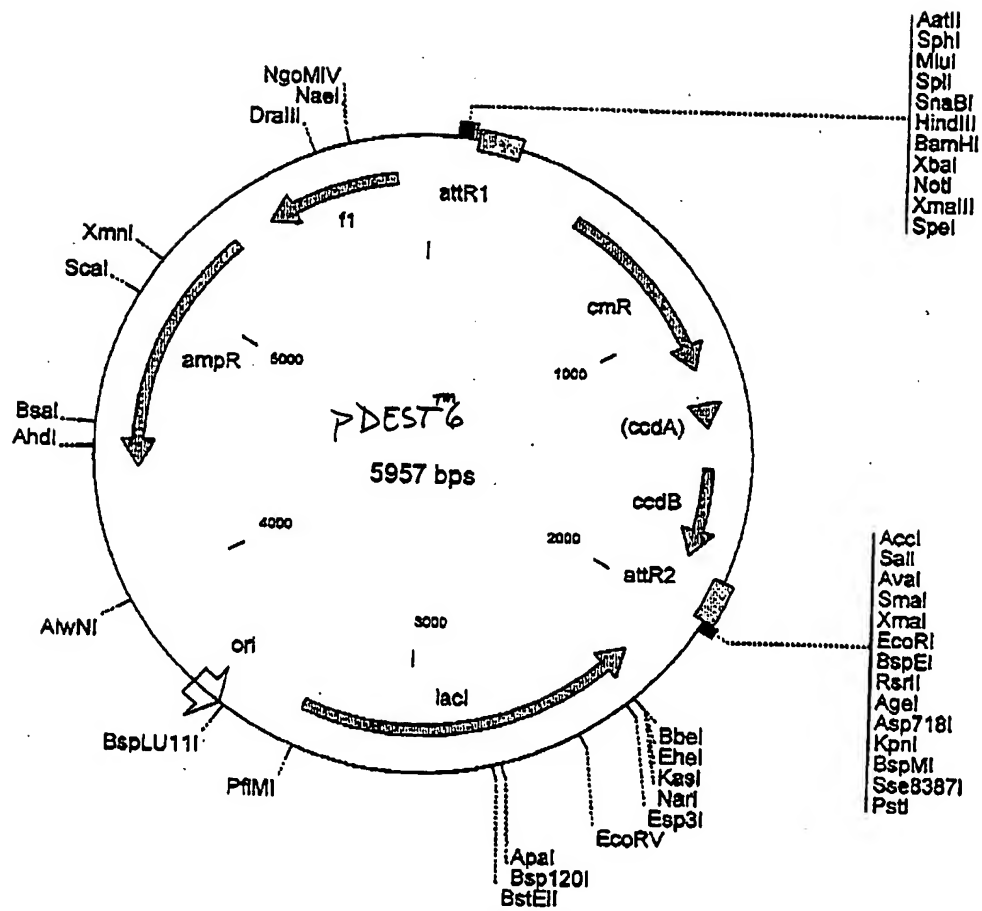 AatII
SphI
MluI
SplI
SnaBI
HindIII
BamHI
XbaI
NotI
XmaIII
SpeI
NgoMIV
NaeI
DraIII
attR1
f1
XmnI
ScaI
cmR
ampR
5000
1000
BsaI
AhdI
pDEST™6
(ccdA)
5957 bps
ccdB
4000
2000
attR2
AccI
SalI
AvaI
SmaI
XmaI
EcoRI
BspEI
RsrII
AgeI
Asp718I
KpnI
BspMI
Sse8387I
PstI
AlwNI
ori
3000
lacI
BspLU11I
PflMI
BbeI
EheI
KasI
NarI
Esp3I
EcoRV
ApaI
Bsp120I
BstEII